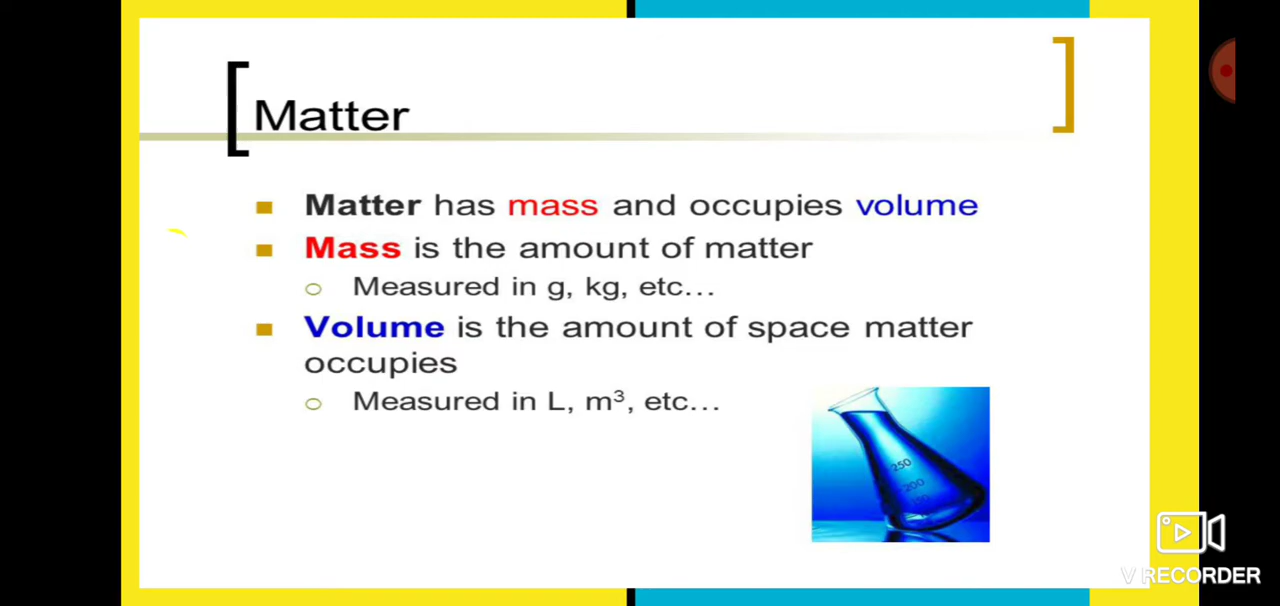 Matter
Matter has mass and occupies volume
Mass is the amount of matter
Measured in g, kg, etc…
Volume is the amount of space matter
occupies
Measured in L, m³, etc…
250
200
V RECORDER